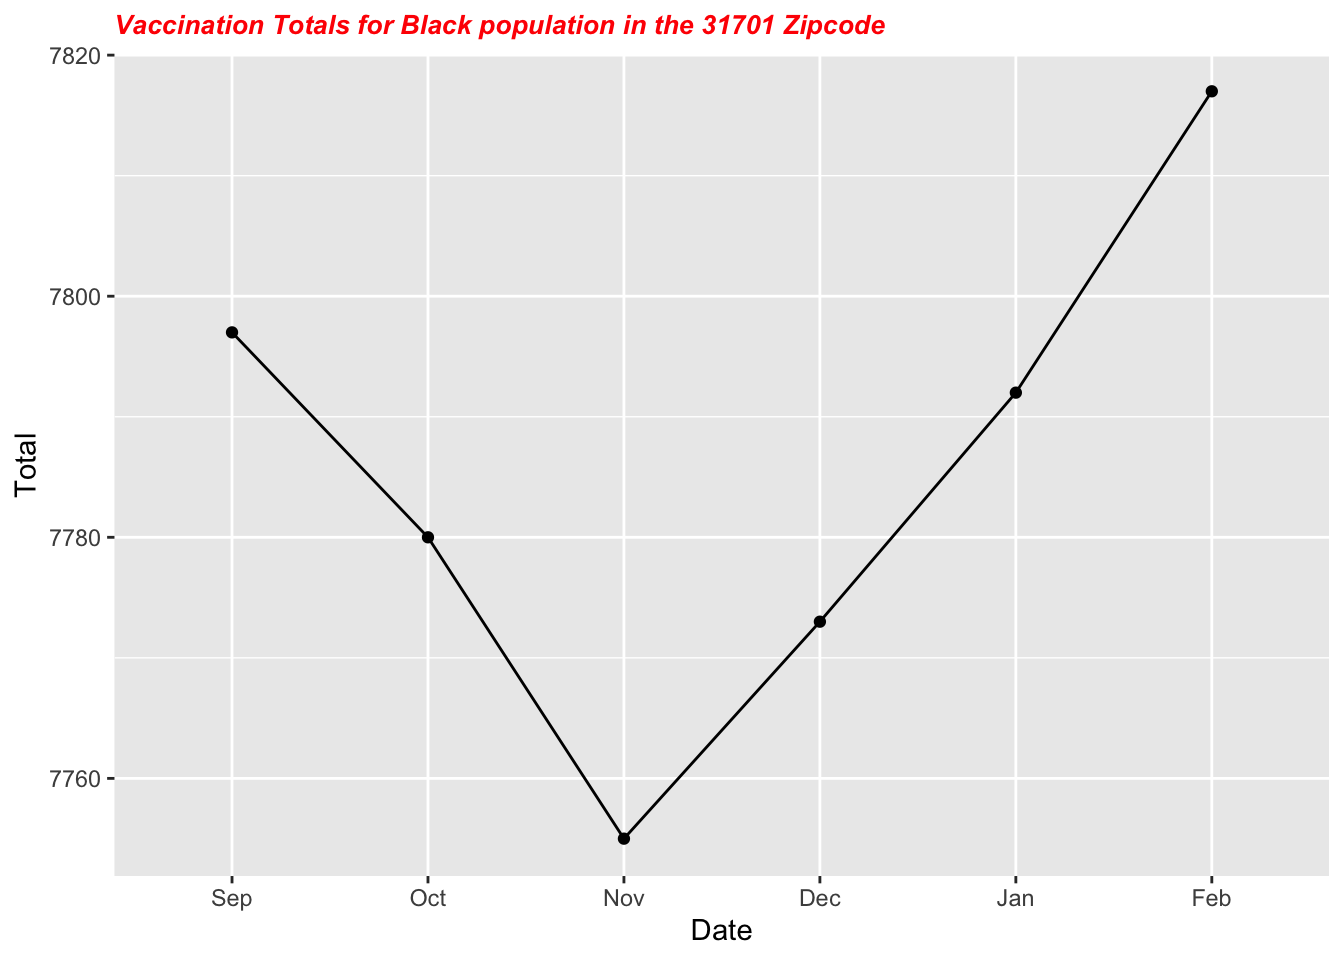 Vaccination Totals for Black population in the 31701 Zipcode
7820
7800
7780
7760
Total
Sep Oct Nov Dec Jan Feb
Date